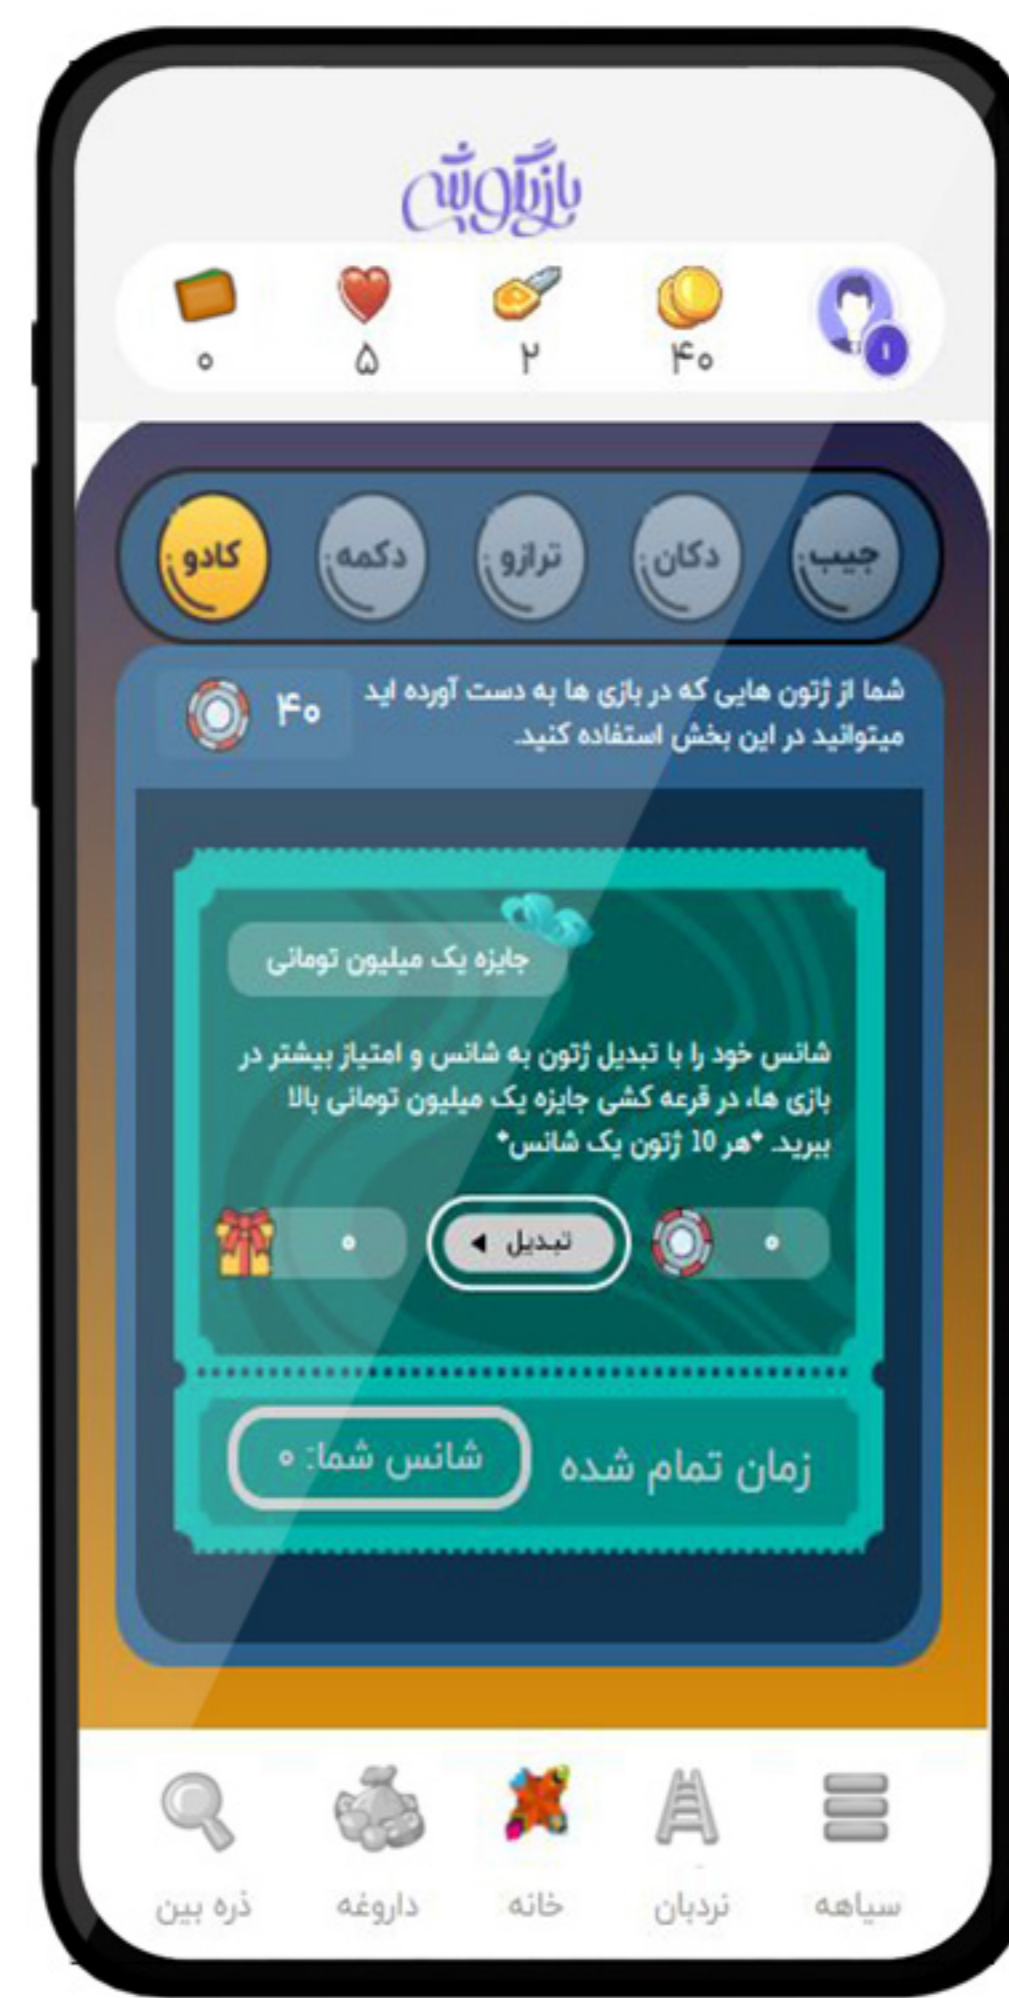 بازیگوشیه
۱
۴۰
۲
۵
۰
جیب
دکان
ترازو
دکمه
کادو
شما از ژتون هایی که در بازی ها به دست آورده اید
میتوانید در این بخش استفاده کنید.
۴۰
جایزه یک میلیون تومانی
شانس خود را با تبدیل ژتون به شانس و امتیاز بیشتر در
بازی ها، در قرعه کشی جایزه یک میلیون تومانی بالا
ببرید. *هر 10 ژتون یک شانس*
۰
تبدیل
۰
زمان تمام شده
شانس شما: ۰
سیاهه
نردبان
خانه
داروغه
ذره بین